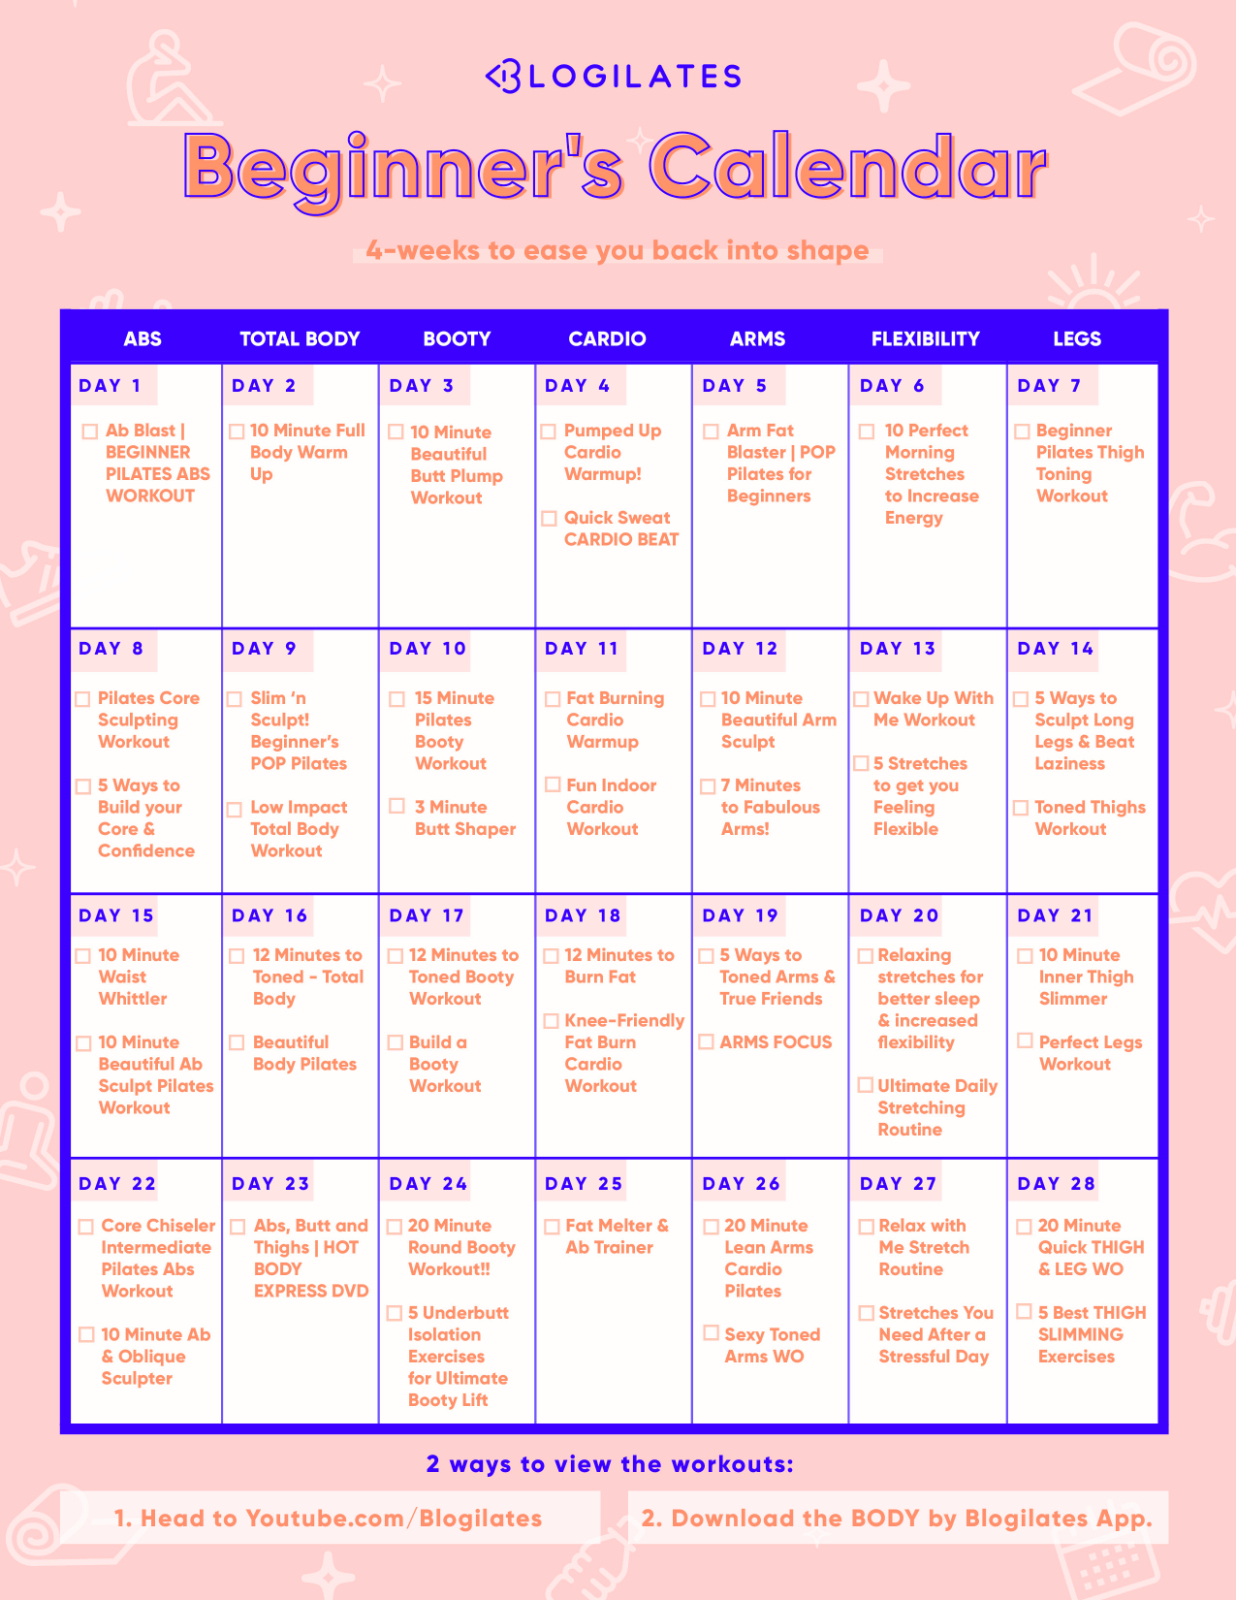 BLOGILATES
Beginner's Calendar
4-weeks to ease you back into shape
ABS
TOTAL BODY
BOOTY
CARDIO
ARMS
FLEXIBILITY
LEGS
DAY 1
Ab Blast |
BEGINNER
PILATES ABS
WORKOUT
DAY 2
10 Minute Full
Body Warm
Up
DAY 3
10 Minute
Beautiful
Butt Plump
Workout
DAY 4
Pumped Up
Cardio
Warmup!
Quick Sweat
CARDIO BEAT
DAY 5
Arm Fat
Blaster | POP
Pilates for
Beginners
DAY 6
10 Perfect
Morning
Stretches
to Increase
Energy
DAY 7
Beginner
Pilates Thigh
Toning
Workout
DAY 8
Pilates Core
Sculpting
Workout
5 Ways to
Build your
Core &
Confidence
DAY 9
Slim ‘n
Sculpt!
Beginner’s
POP Pilates
Low Impact
Total Body
Workout
DAY 10
15 Minute
Pilates
Booty
Workout
3 Minute
Butt Shaper
DAY 11
Fat Burning
Cardio
Warmup
Fun Indoor
Cardio
Workout
DAY 12
10 Minute
Beautiful Arm
Sculpt
7 Minutes
to Fabulous
Arms!
DAY 13
Wake Up With
Me Workout
5 Stretches
to get you
Feeling
Flexible
DAY 14
5 Ways to
Sculpt Long
Legs & Beat
Laziness
Toned Thighs
Workout
DAY 15
10 Minute
Waist
Whittler
10 Minute
Beautiful Ab
Sculpt Pilates
Workout
DAY 16
12 Minutes to
Toned - Total
Body
Beautiful
Body Pilates
DAY 17
12 Minutes to
Toned Booty
Workout
Build a
Booty
Workout
DAY 18
12 Minutes to
Burn Fat
Knee-Friendly
Fat Burn
Cardio
Workout
DAY 19
5 Ways to
Toned Arms &
True Friends
ARMS FOCUS
DAY 20
Relaxing
stretches for
better sleep
& increased
flexibility
Ultimate Daily
Stretching
Routine
DAY 21
10 Minute
Inner Thigh
Slimmer
Perfect Legs
Workout
DAY 22
Core Chiseler
Intermediate
Pilates Abs
Workout
10 Minute Ab
& Oblique
Sculpter
DAY 23
Abs, Butt and
Thighs | HOT
BODY
EXPRESS DVD
DAY 24
20 Minute
Round Booty
Workout!!
5 Underbutt
Isolation
Exercises
for Ultimate
Booty Lift
DAY 25
Fat Melter &
Ab Trainer
DAY 26
20 Minute
Lean Arms
Cardio
Pilates
Sexy Toned
Arms WO
DAY 27
Relax with
Me Stretch
Routine
Stretches You
Need After a
Stressful Day
DAY 28
20 Minute
Quick THIGH
& LEG WO
5 Best THIGH
SLIMMING
Exercises
2 ways to view the workouts:
1. Head to Youtube.com/Blogilates
2. Download the BODY by Blogilates App.